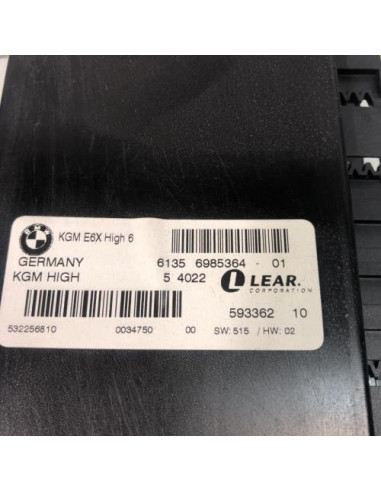 KGM E6X High 6
GERMANY 6135 6985364 - 01
KGM HIGH 5 4022 LEAR.
CORPORATION
593362 10
532256810 0034750 00 SW: 515 / HW: 02